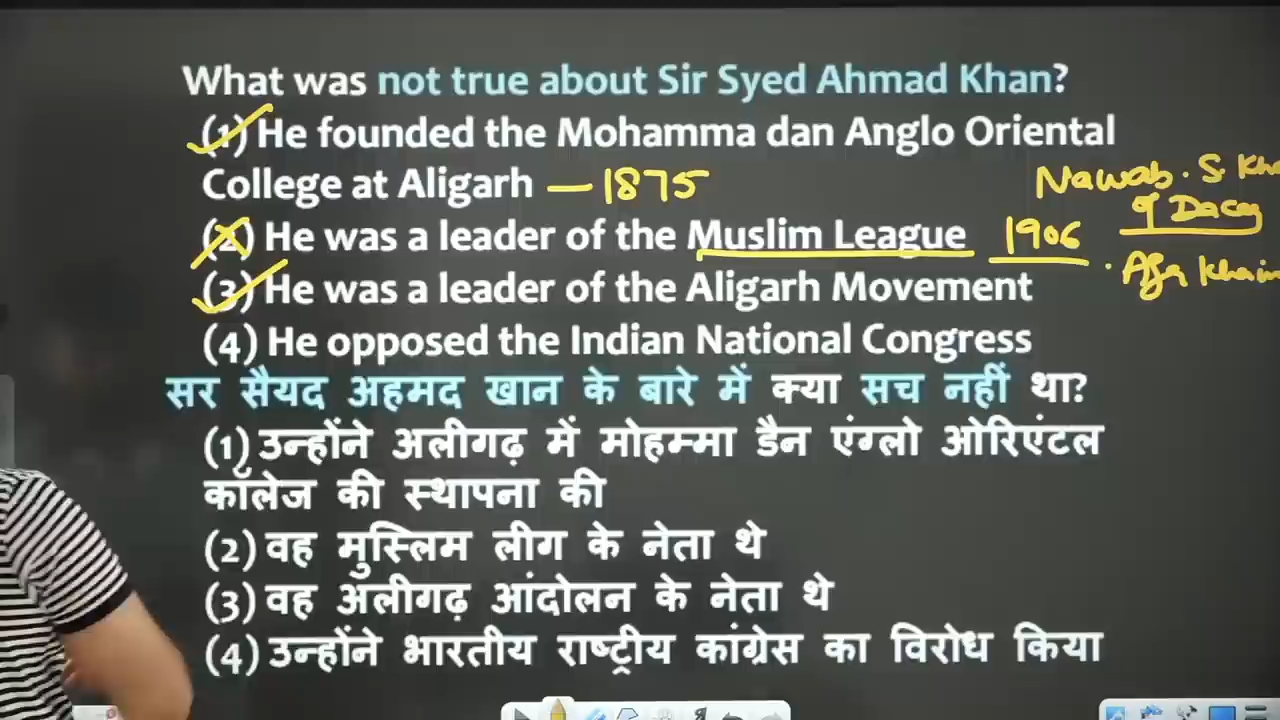 What was not true about Sir Syed Ahmad Khan?
(1) He founded the Mohamma dan Anglo Oriental
College at Aligarh — 1875
Nawab. S. Kha
of Dacca
(2) He was a leader of the Muslim League 1906
(3) He was a leader of the Aligarh Movement
. Aga Khan
(4) He opposed the Indian National Congress
सर सैयद अहमद खान के बारे में क्या सच नहीं था?
(1) उन्होंने अलीगढ़ में मोहम्मा डैन एंग्लो ओरिएंटल
कॉलेज की स्थापना की
(2) वह मुस्लिम लीग के नेता थे
(3) वह अलीगढ़ आंदोलन के नेता थे
(4) उन्होंने भारतीय राष्ट्रीय कांग्रेस का विरोध किया